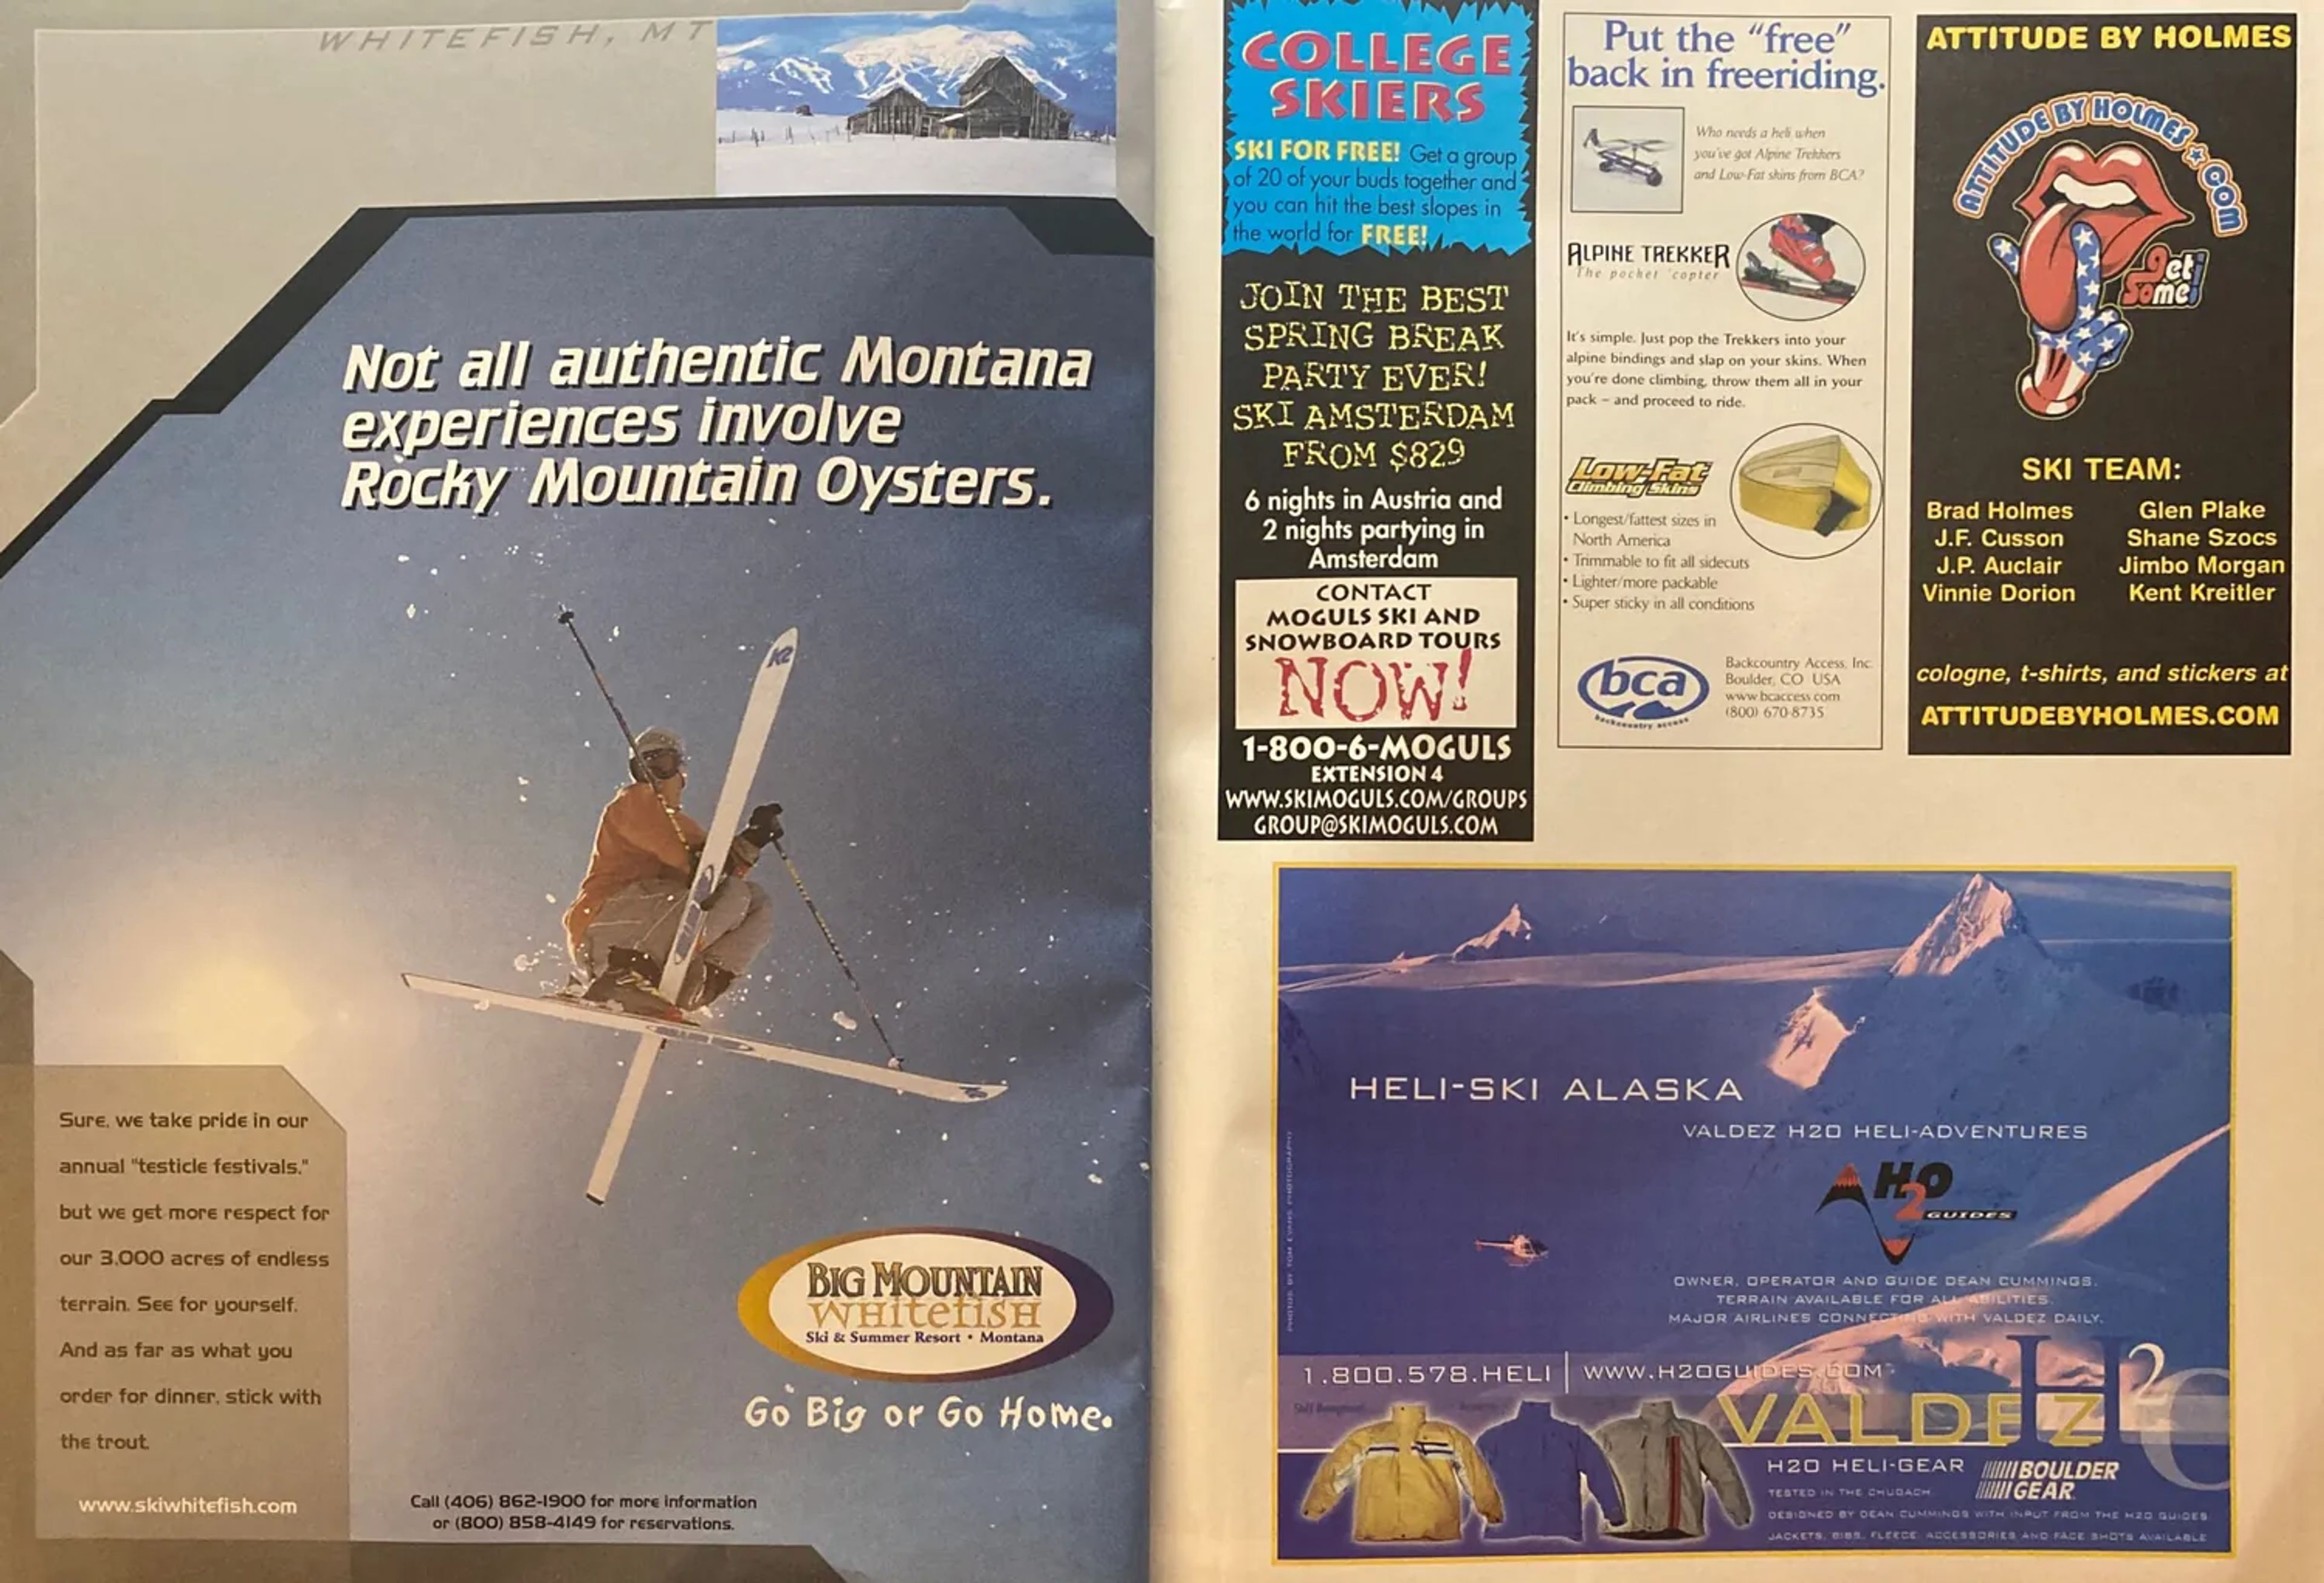 WHITEFISH, MT
Not all authentic Montana
experiences involve
Rocky Mountain Oysters.
K2
Sure, we take pride in our
annual "testicle festivals,"
but we get more respect for
our 3,000 acres of endless
terrain. See for yourself.
And as far as what you
order for dinner, stick with
the trout.
www.skiwhitefish.com
BIG MOUNTAIN
WHITEFISH
Ski & Summer Resort • Montana
Go Big or Go Home.
Call (406) 862-1900 for more information
or (800) 858-4149 for reservations.
COLLEGE
SKIERS
SKI FOR FREE! Get a group
of 20 of your buds together and
you can hit the best slopes in
the world for FREE!
JOIN THE BEST
SPRING BREAK
PARTY EVER!
SKI AMSTERDAM
FROM $829
6 nights in Austria and
2 nights partying in
Amsterdam
CONTACT
MOGULS SKI AND
SNOWBOARD TOURS
NOW!
1-800-6-MOGULS
EXTENSION 4
WWW.SKIMOGULS.COM/GROUPS
GROUP@SKIMOGULS.COM
Put the "free"
back in freeriding.
Who needs a heli when
you've got Alpine Trekkers
and Low-Fat skins from BCA?
ALPINE TREKKER
The pocket 'copter
It's simple. Just pop the Trekkers into your
alpine bindings and slap on your skins. When
you're done climbing, throw them all in your
pack – and proceed to ride.
Low-Fat
Climbing Skins
• Longest/fattest sizes in
North America
• Trimmable to fit all sidecuts
• Lighter/more packable
• Super sticky in all conditions
bca
backcountry access
Backcountry Access, Inc.
Boulder, CO USA
www.bcaccess.com
(800) 670-8735
ATTITUDE BY HOLMES
ATTITUDE BY HOLMES★COM
get
Some!
SKI TEAM:
Brad Holmes Glen Plake
J.F. Cusson Shane Szocs
J.P. Auclair Jimbo Morgan
Vinnie Dorion Kent Kreitler
cologne, t-shirts, and stickers at
ATTITUDEBYHOLMES.COM
HELI-SKI ALASKA
VALDEZ H2O HELI-ADVENTURES
H2O
GUIDES
PHOTOS BY TOM EVANS PHOTOGRAPHY
OWNER, OPERATOR AND GUIDE DEAN CUMMINGS.
TERRAIN AVAILABLE FOR ALL ABILITIES.
MAJOR AIRLINES CONNECTING WITH VALDEZ DAILY.
1.800.578.HELI | WWW.H2OGUIDES.COM
VALDEZ H2O
H2O HELI-GEAR
BOULDER
GEAR
TESTED IN THE CHUGACH.
DESIGNED BY DEAN CUMMINGS WITH INPUT FROM THE H2O GUIDES
JACKETS, BIBS, FLEECE, ACCESSORIES AND FACE SHOTS AVAILABLE